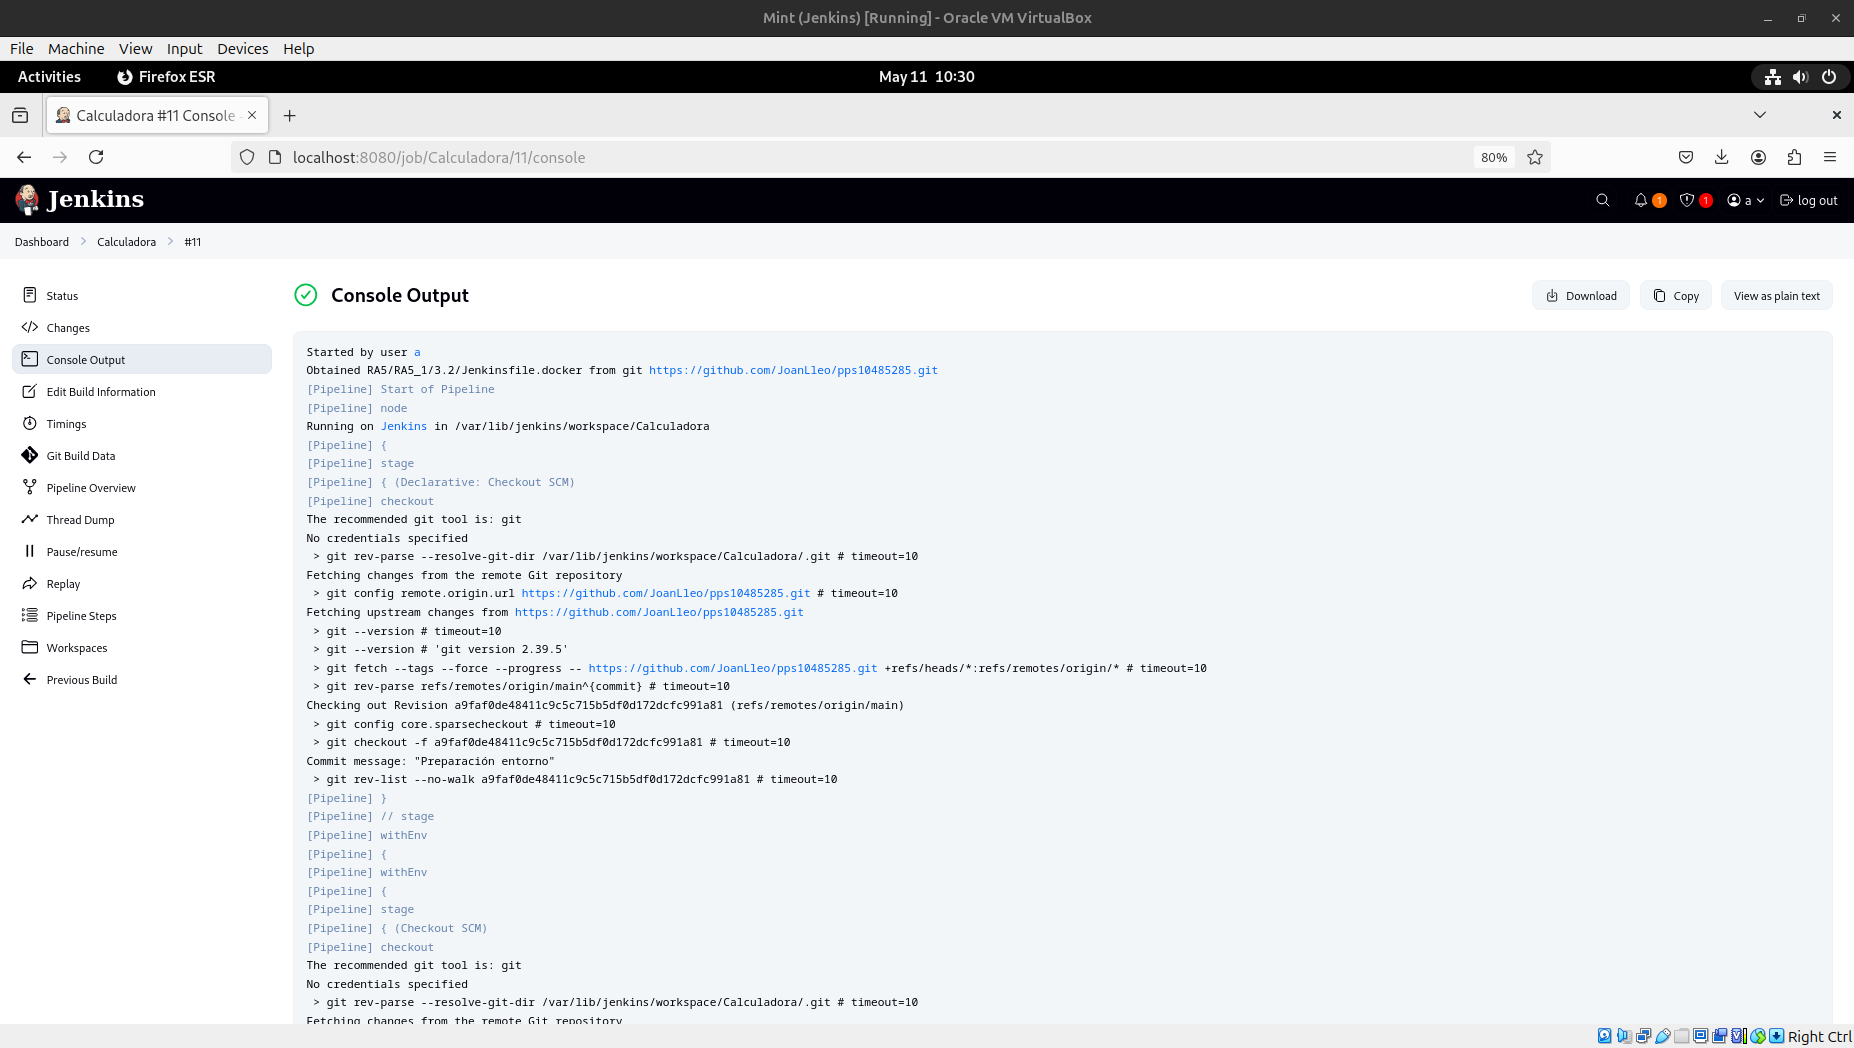 Mint (Jenkins) [Running] - Oracle VM VirtualBox
File Machine View Input Devices Help
Activities Firefox ESR May 11 10:30
Calculadora #11 Console -
localhost:8080/job/Calculadora/11/console 80%
Jenkins 1 1 a log out
Dashboard Calculadora #11
Status
Changes
Console Output
Edit Build Information
Timings
Git Build Data
Pipeline Overview
Thread Dump
Pause/resume
Replay
Pipeline Steps
Workspaces
Previous Build
Console Output Download Copy View as plain text
Started by user a
Obtained RA5/RA5_1/3.2/Jenkinsfile.docker from git https://github.com/JoanLleo/pps10485285.git
[Pipeline] Start of Pipeline
[Pipeline] node
Running on Jenkins in /var/lib/jenkins/workspace/Calculadora
[Pipeline] {
[Pipeline] stage
[Pipeline] { (Declarative: Checkout SCM)
[Pipeline] checkout
The recommended git tool is: git
No credentials specified
> git rev-parse --resolve-git-dir /var/lib/jenkins/workspace/Calculadora/.git # timeout=10
Fetching changes from the remote Git repository
> git config remote.origin.url https://github.com/JoanLleo/pps10485285.git # timeout=10
Fetching upstream changes from https://github.com/JoanLleo/pps10485285.git
> git --version # timeout=10
> git --version # 'git version 2.39.5'
> git fetch --tags --force --progress -- https://github.com/JoanLleo/pps10485285.git +refs/heads/*:refs/remotes/origin/* # timeout=10
> git rev-parse refs/remotes/origin/main^{commit} # timeout=10
Checking out Revision a9faf0de48411c9c5c715b5df0d172dcfc991a81 (refs/remotes/origin/main)
> git config core.sparsecheckout # timeout=10
> git checkout -f a9faf0de48411c9c5c715b5df0d172dcfc991a81 # timeout=10
Commit message: "Preparación entorno"
> git rev-list --no-walk a9faf0de48411c9c5c715b5df0d172dcfc991a81 # timeout=10
[Pipeline] }
[Pipeline] // stage
[Pipeline] withEnv
[Pipeline] {
[Pipeline] withEnv
[Pipeline] {
[Pipeline] stage
[Pipeline] { (Checkout SCM)
[Pipeline] checkout
The recommended git tool is: git
No credentials specified
> git rev-parse --resolve-git-dir /var/lib/jenkins/workspace/Calculadora/.git # timeout=10
Fetching changes from the remote Git repository
Right Ctrl